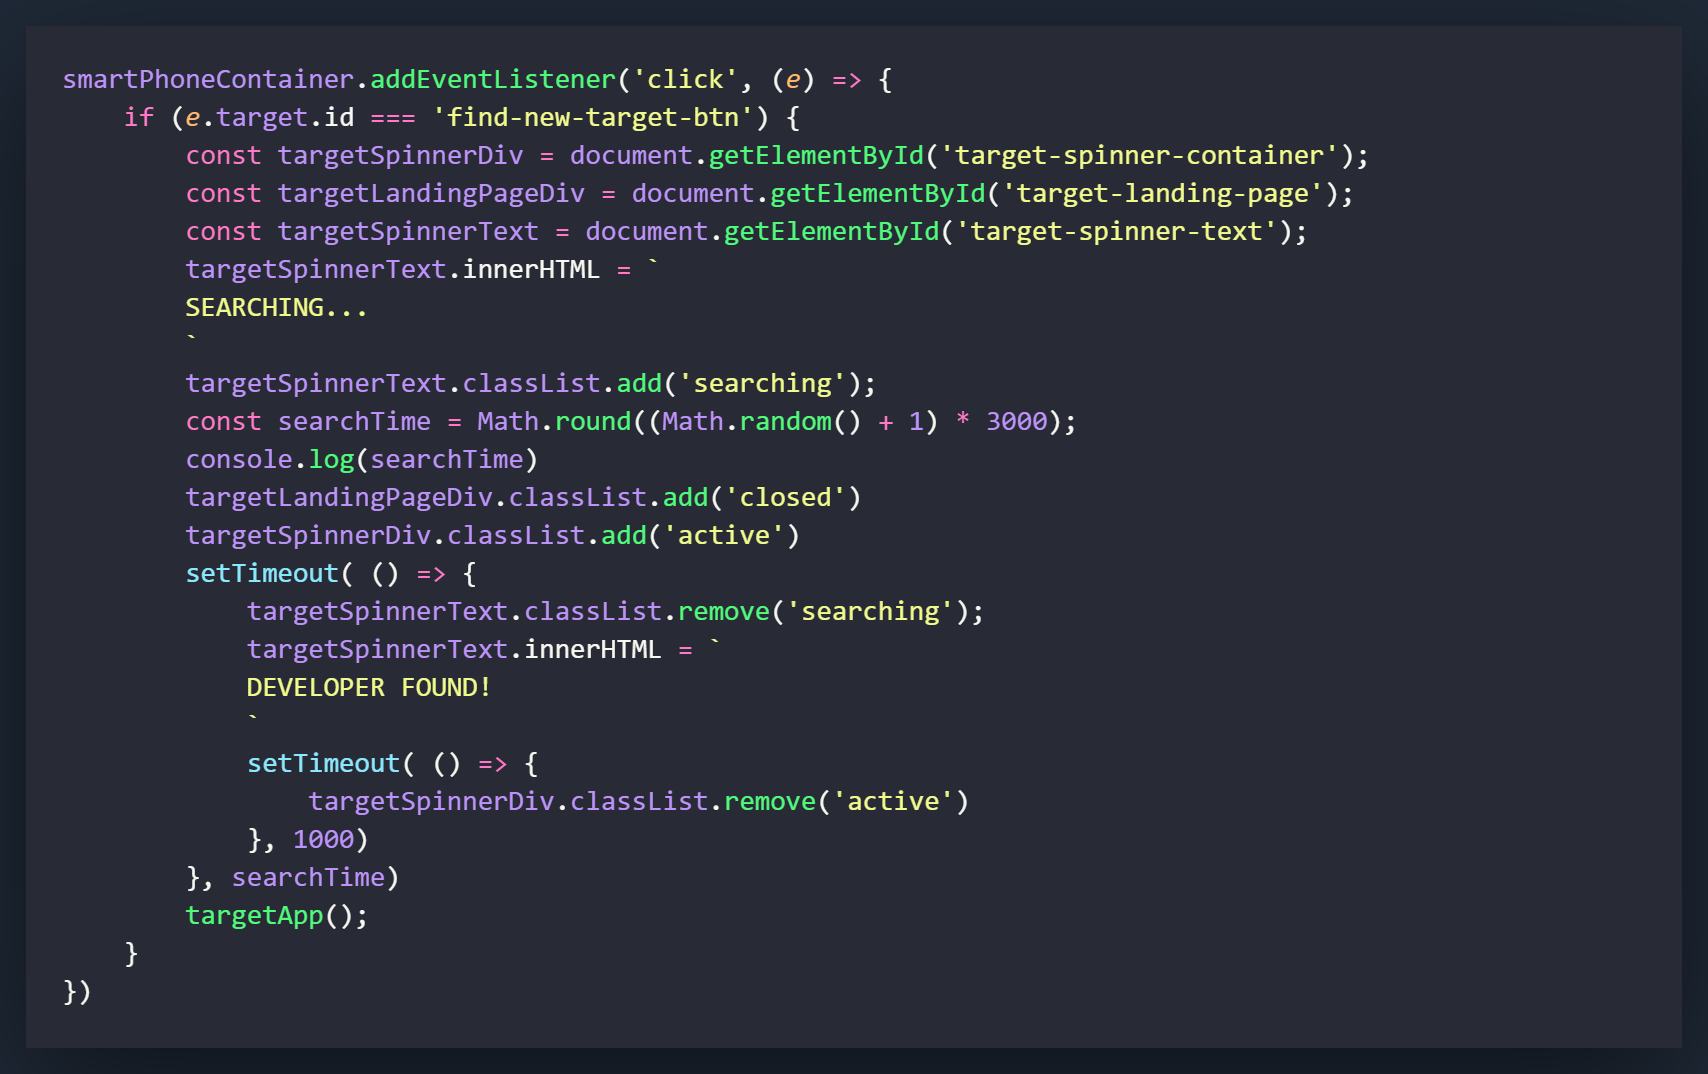 smartPhoneContainer.addEventListener('click', (e) => {
    if (e.target.id === 'find-new-target-btn') {
        const targetSpinnerDiv = document.getElementById('target-spinner-container');
        const targetLandingPageDiv = document.getElementById('target-landing-page');
        const targetSpinnerText = document.getElementById('target-spinner-text');
        targetSpinnerText.innerHTML = `
        SEARCHING...
        `
        targetSpinnerText.classList.add('searching');
        const searchTime = Math.round((Math.random() + 1) * 3000);
        console.log(searchTime)
        targetLandingPageDiv.classList.add('closed')
        targetSpinnerDiv.classList.add('active')
        setTimeout( () => {
            targetSpinnerText.classList.remove('searching');
            targetSpinnerText.innerHTML = `
            DEVELOPER FOUND!
            `
            setTimeout( () => {
                targetSpinnerDiv.classList.remove('active')
            }, 1000)
        }, searchTime)
        targetApp();
    }
})